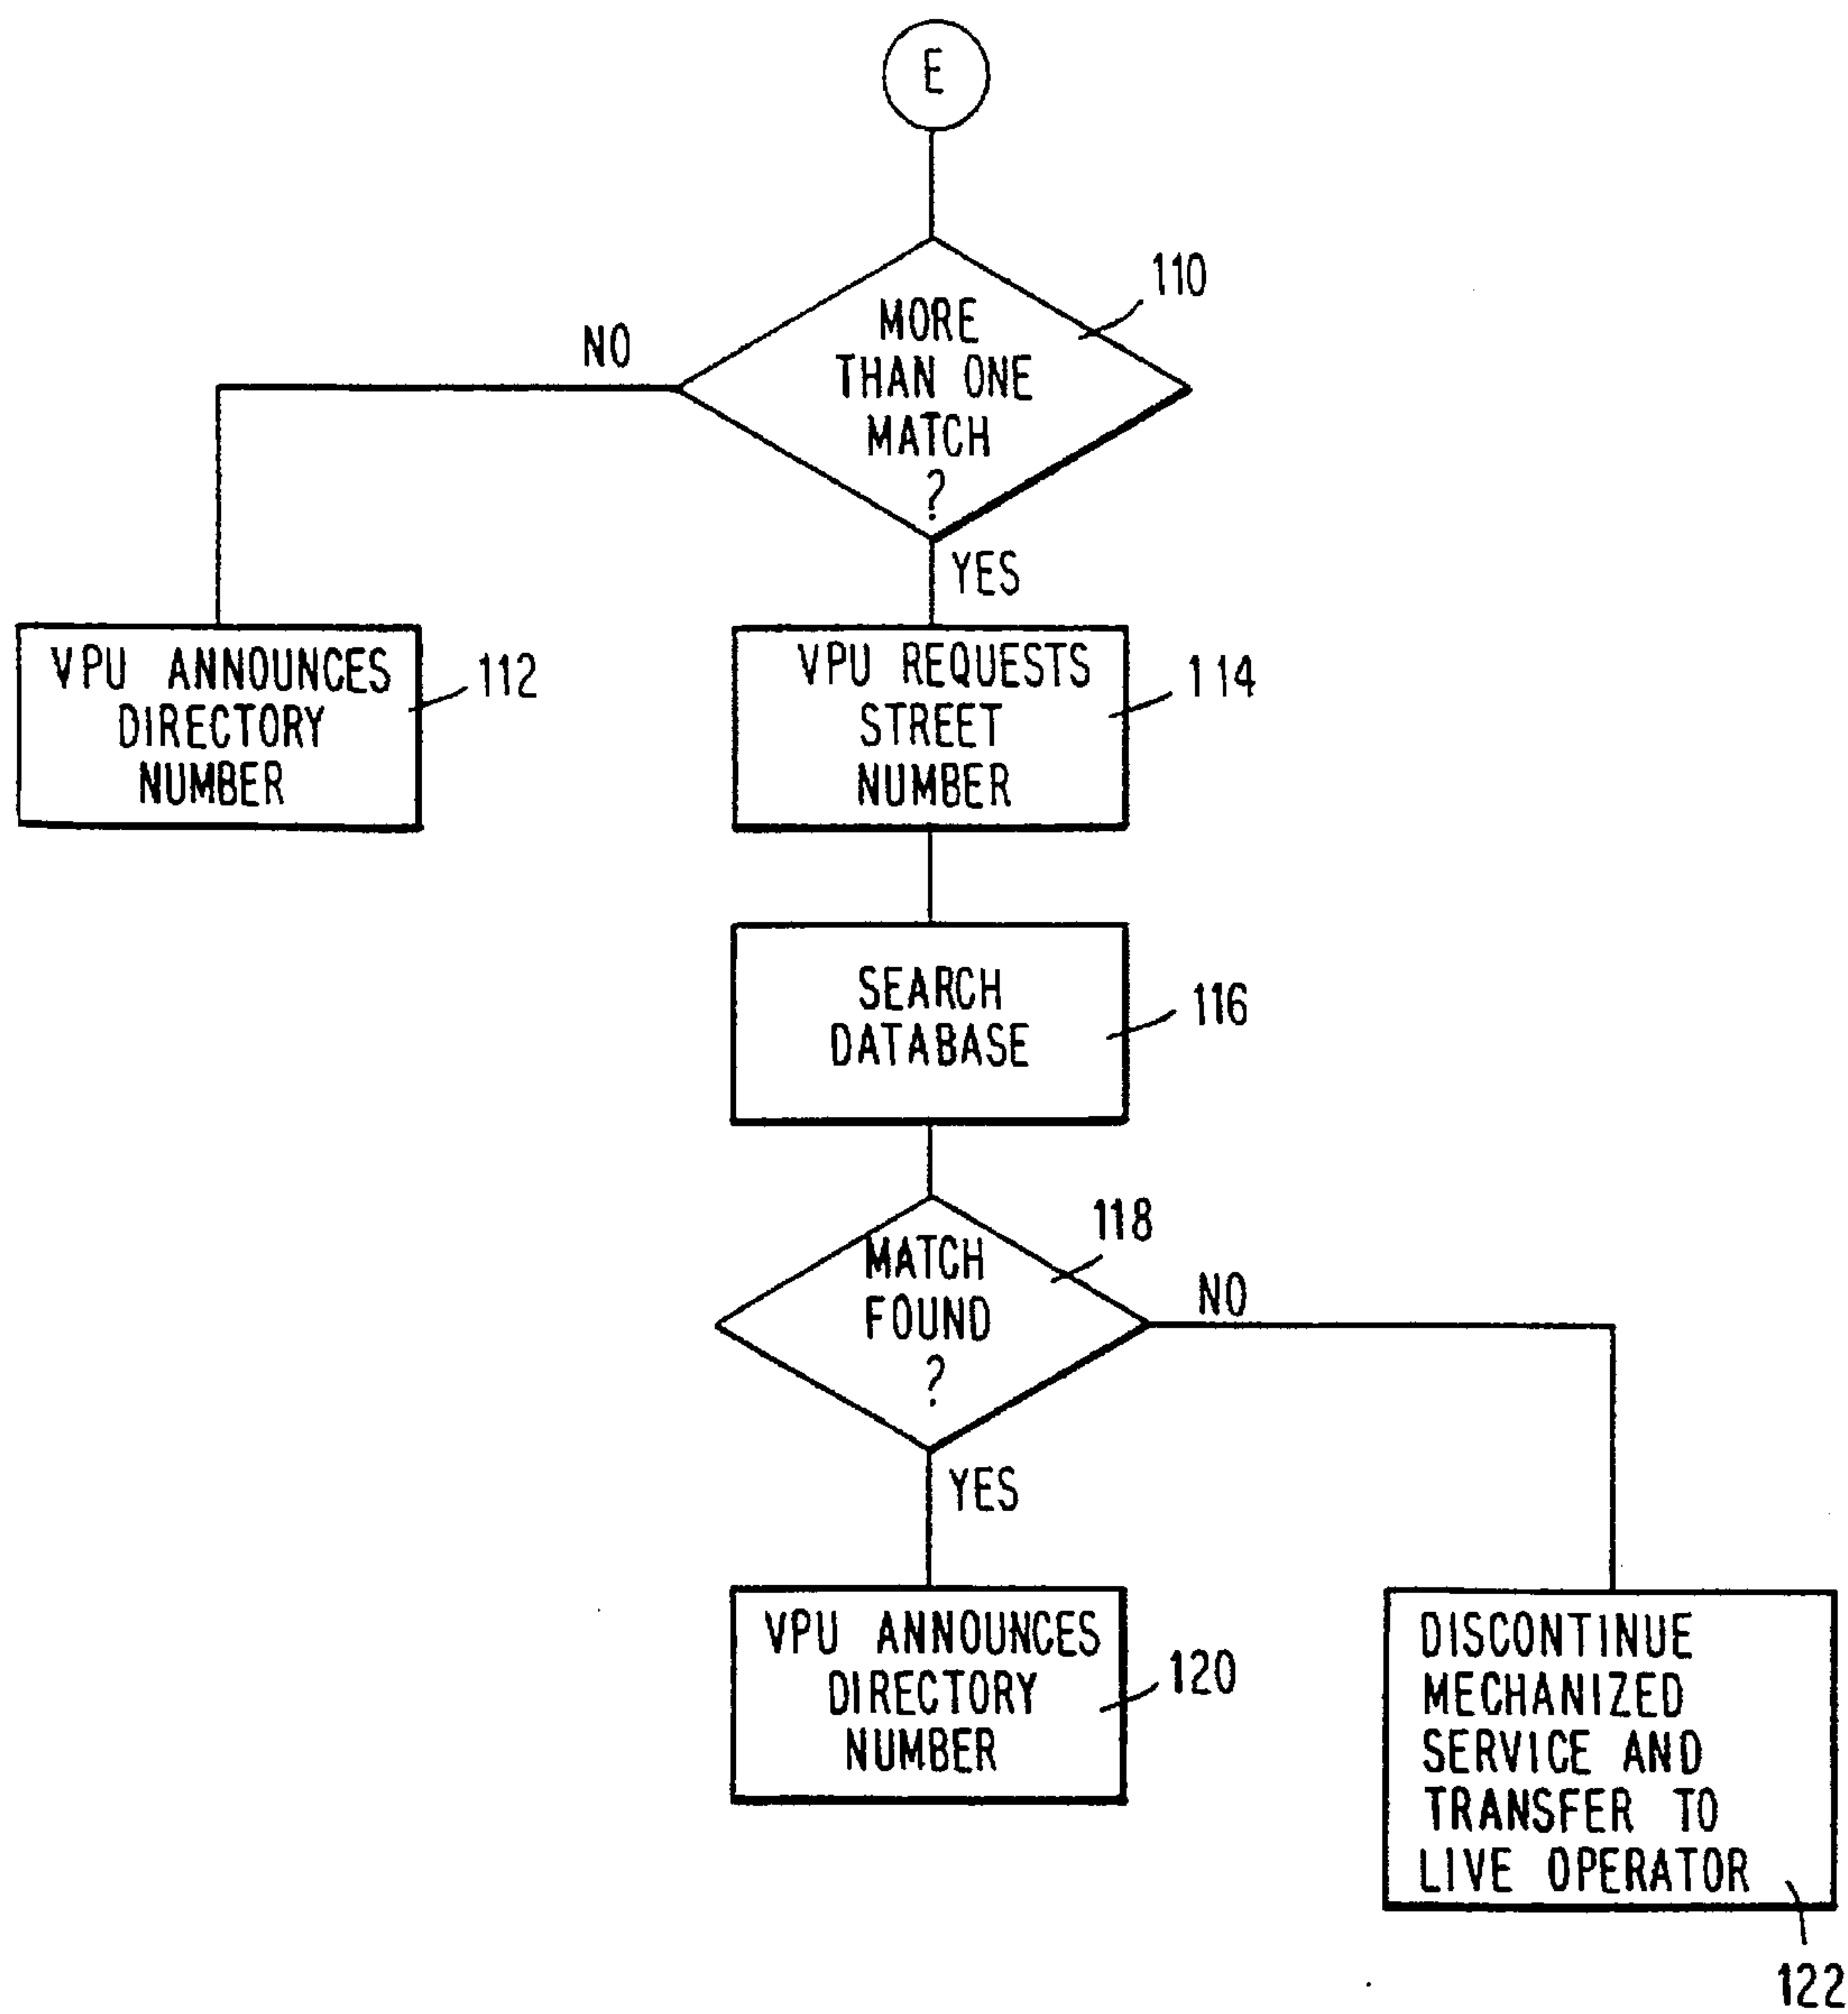 E
110
MORE
THAN ONE
MATCH
?
NO
YES
VPU ANNOUNCES
DIRECTORY
NUMBER
112
VPU REQUESTS
STREET
NUMBER
114
SEARCH
DATABASE
116
118
MATCH
FOUND
?
NO
YES
VPU ANNOUNCES
DIRECTORY
NUMBER
120
DISCONTINUE
MECHANIZED
SERVICE AND
TRANSFER TO
LIVE OPERATOR
122